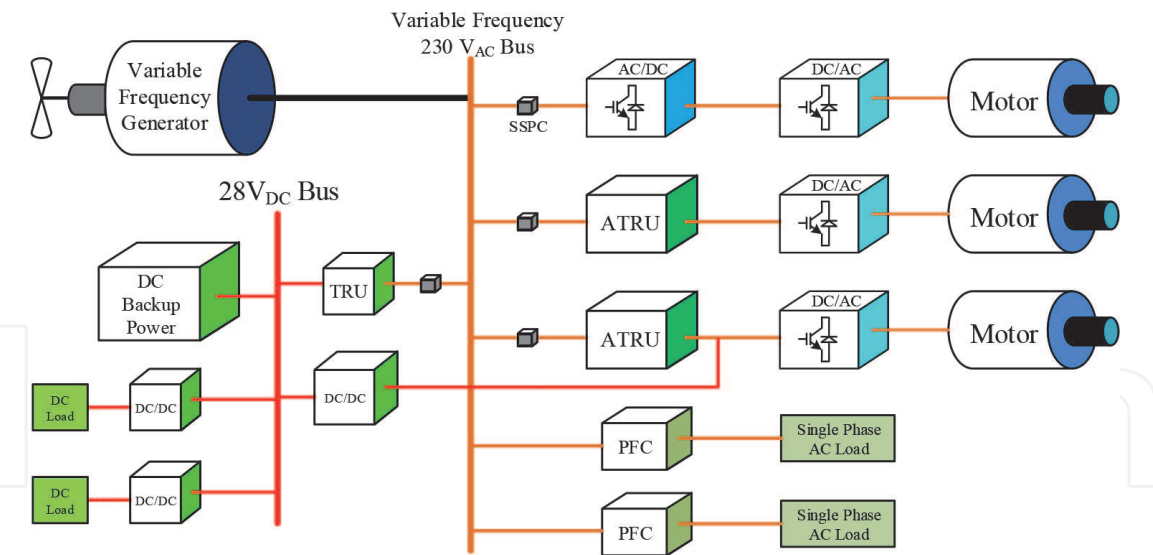 Variable Frequency
230 VAC Bus
Variable
Frequency
Generator
AC/DC
DC/AC
Motor
SSPC
28VDC Bus
DC/AC
ATRU
Motor
DC
Backup
Power
TRU
DC/AC
ATRU
Motor
DC
Load
DC/DC
DC/DC
PFC
Single Phase
AC Load
DC
Load
DC/DC
PFC
Single Phase
AC Load